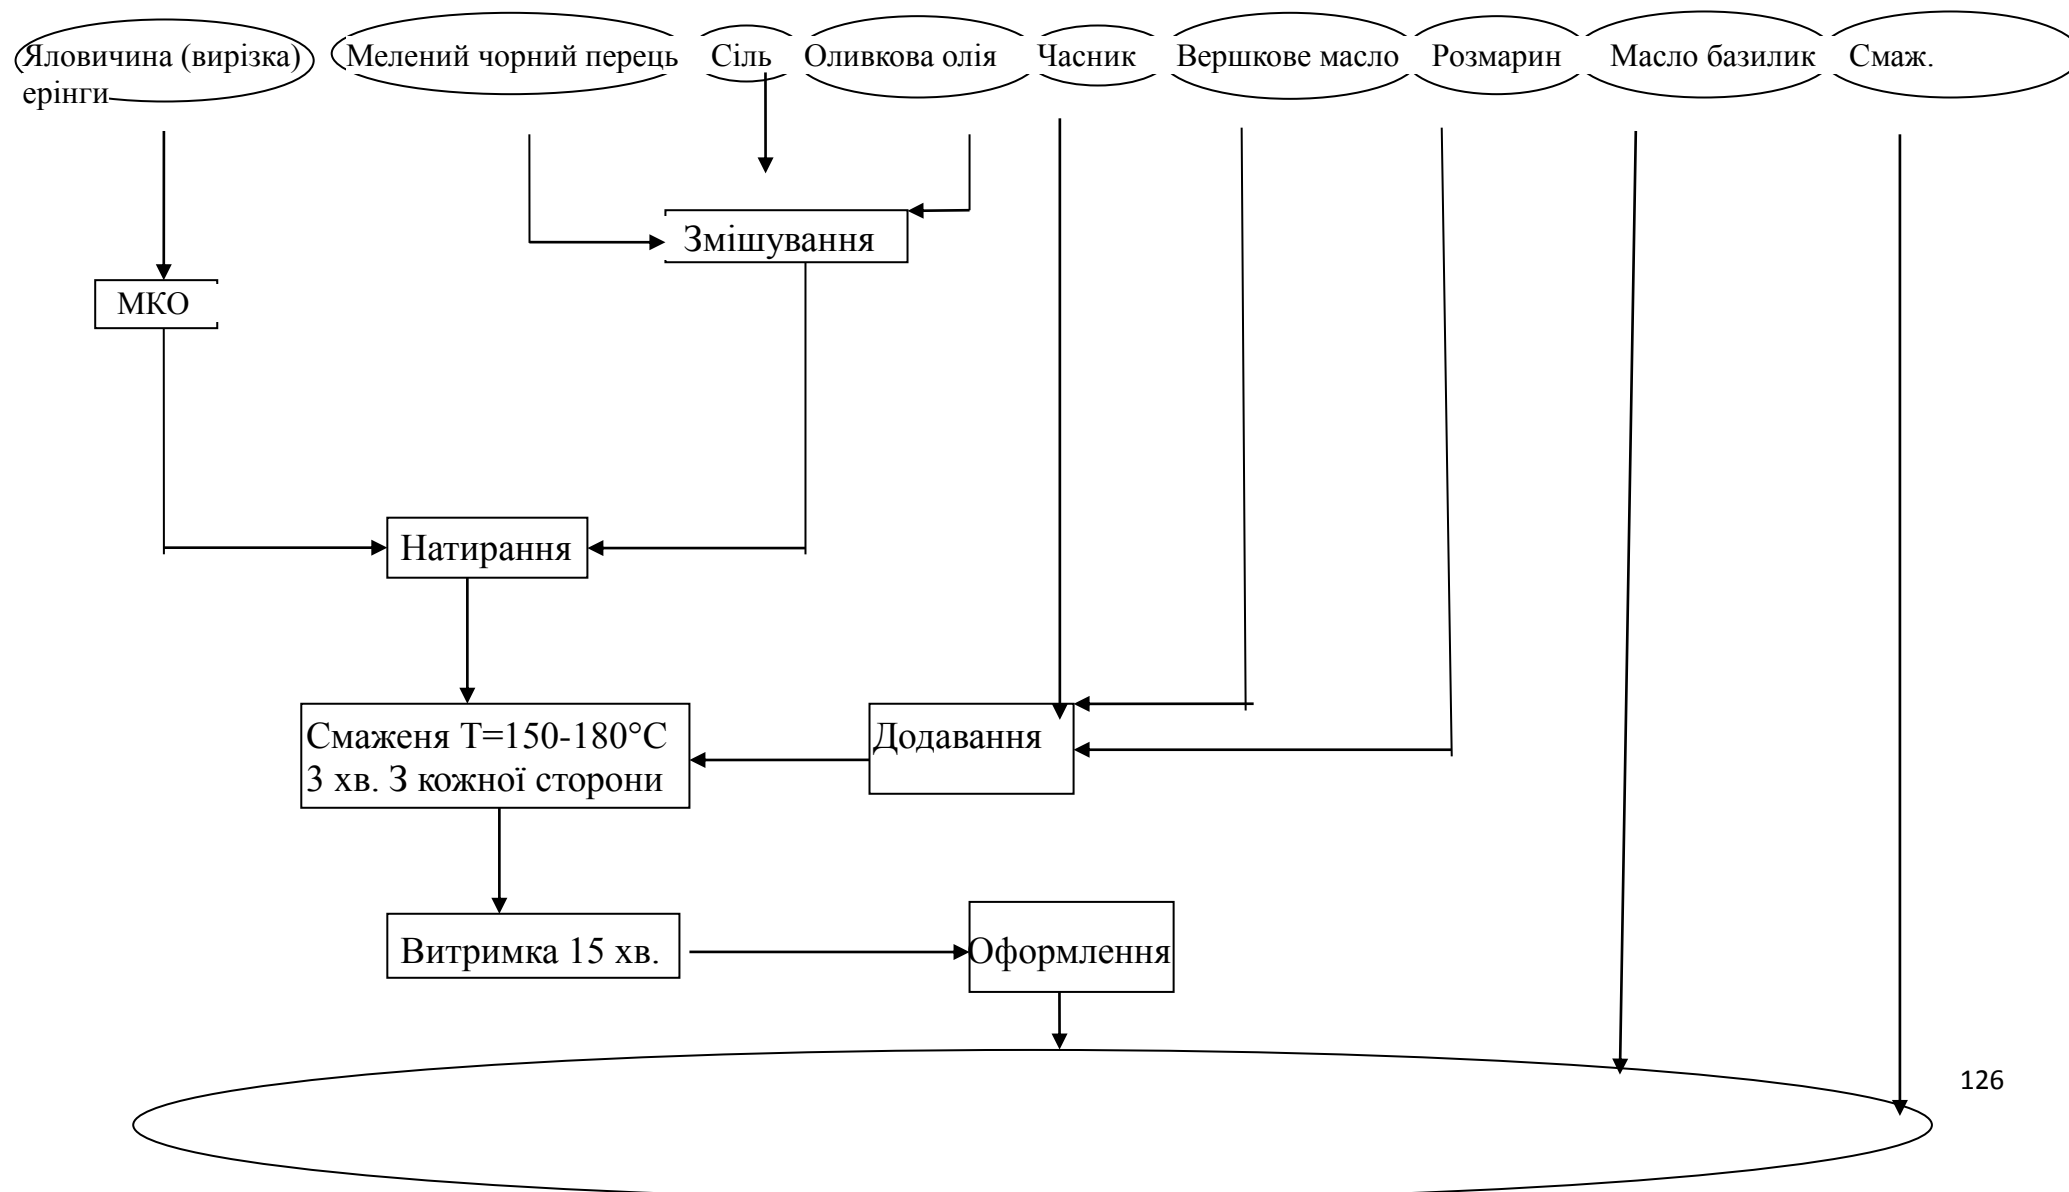 Яловичина (вирізка) Мелений чорний перець Сіль Оливкова олія Часник Вершкове масло Розмарин Масло базилик Смаж.
ерінги
Змішування
МКО
Натирання
Смаженя Т=150-180°С
3 хв. З кожної сторони
Додавання
Витримка 15 хв.
Оформлення
126